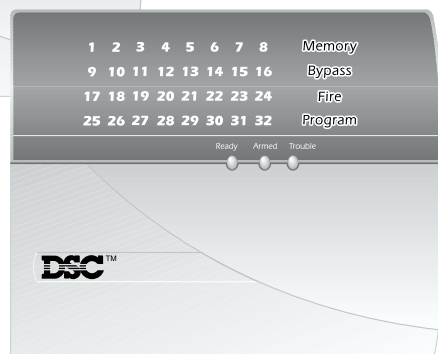 1 2 3 4 5 6 7 8 Memory
9 10 11 12 13 14 15 16 Bypass
17 18 19 20 21 22 23 24 Fire
25 26 27 28 29 30 31 32 Program
Ready Armed Trouble
DSC™